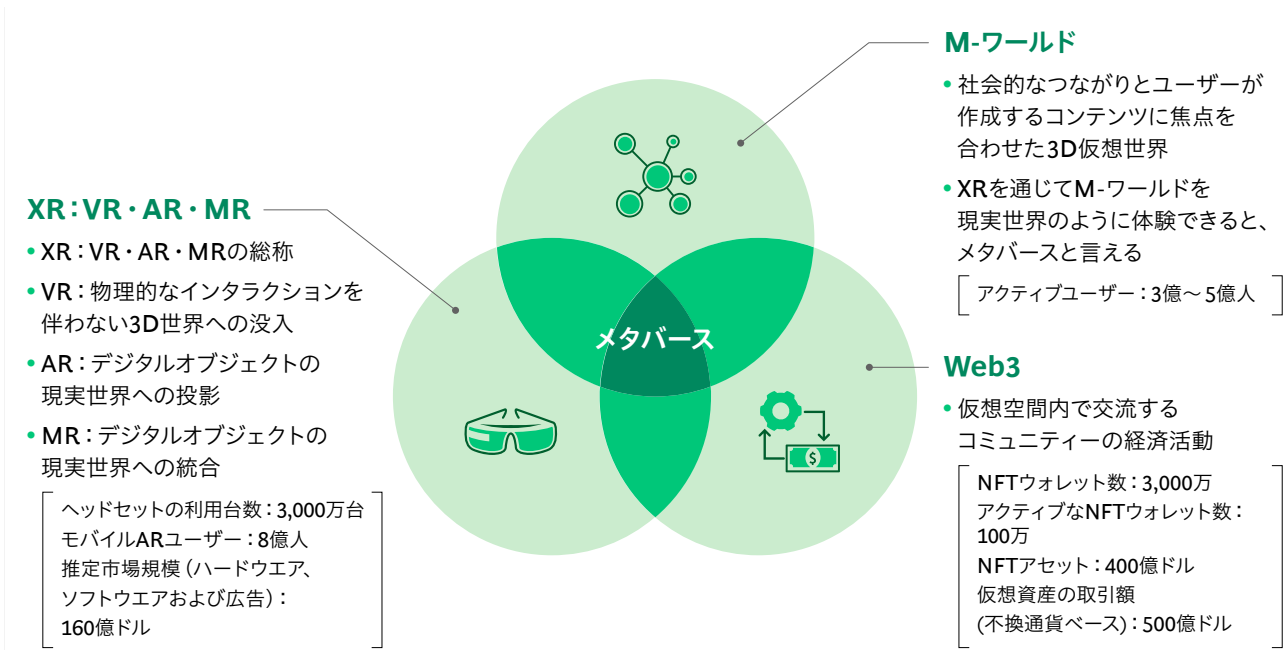 M-ワールド
• 社会的なつながりとユーザーが
作成するコンテンツに焦点を
合わせた3D仮想世界
• XRを通じてM-ワールドを
現実世界のように体験できると、
メタバースと言える
アクティブユーザー：3億～5億人
XR：VR・AR・MR
• XR：VR・AR・MRの総称
• VR：物理的なインタラクションを
伴わない3D世界への没入
• AR：デジタルオブジェクトの
現実世界への投影
• MR：デジタルオブジェクトの
現実世界への統合
ヘッドセットの利用台数：3,000万台
モバイルARユーザー：8億人
推定市場規模（ハードウエア、
ソフトウエアおよび広告）：
160億ドル
メタバース
$
Web3
• 仮想空間内で交流する
コミュニティーの経済活動
NFTウォレット数：3,000万
アクティブなNFTウォレット数：
100万
NFTアセット：400億ドル
仮想資産の取引額
(不換通貨ベース)：500億ドル